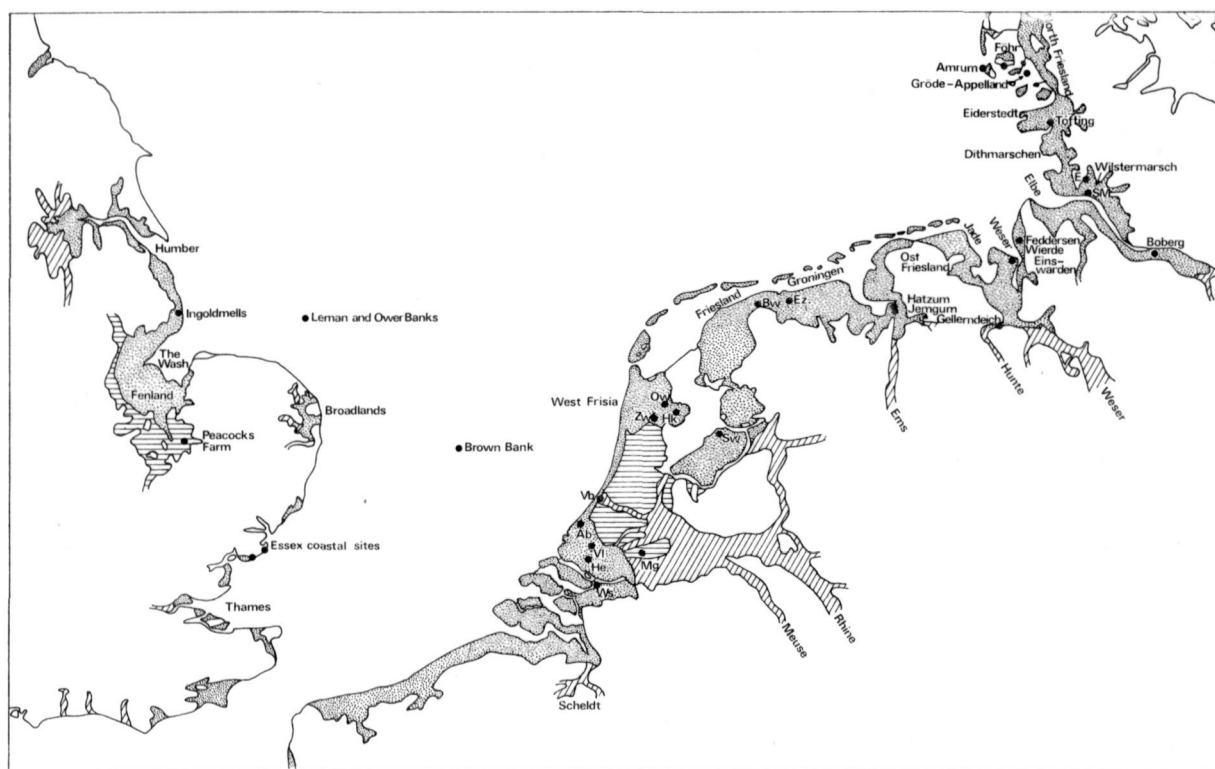 Humber
Ingoldmells
Leman and Ower Banks
The
Wash
Fenland
Broadlands
Peacocks
Farm
Brown Bank
Essex coastal sites
Thames
Föhr
North Friesland
Amrum
Gröde-Appelland
Eiderstedt
Tofting
Dithmarschen
Wilstermarsch
E
SM
Elbe
Boberg
Weser
Jade
Feddersen
Wierde
Eins-
warden
Ost
Friesland
Groningen
Friesland
Bw
Ez
Hatzum
Jemgum
Gellerndeich
Ems
Hunte
Weser
West Frisia
Ow
Zw
Sw
Vb
Ab
Vl
He
Mg
Ws
Meuse
Rhine
Scheldt